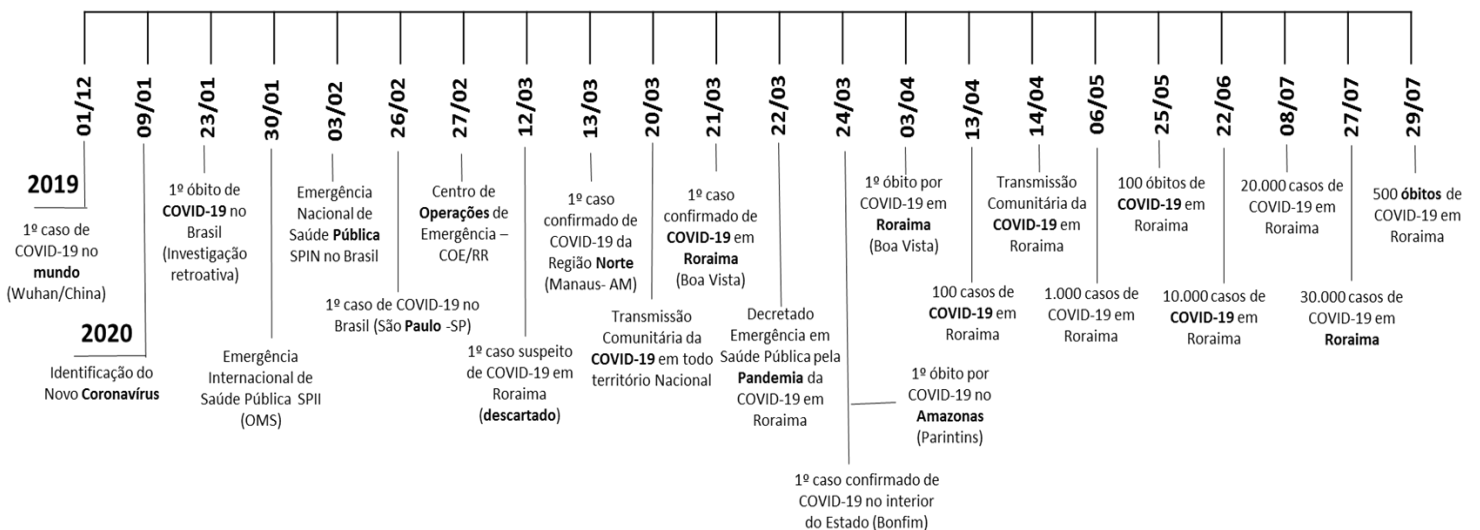 01/12
09/01
23/01
30/01
03/02
26/02
27/02
12/03
13/03
20/03
21/03
22/03
24/03
03/04
13/04
14/04
06/05
25/05
22/06
08/07
27/07
29/07
2019
1º caso de
COVID-19 no
mundo
(Wuhan/China)
2020
Identificação do
Novo Coronavírus
1º óbito de
COVID-19 no
Brasil
(Investigação
retroativa)
Emergência
Internacional de
Saúde Pública SPII
(OMS)
Emergência
Nacional de
Saúde Pública
SPIN no Brasil
1º caso de COVID-19 no
Brasil (São Paulo -SP)
Centro de
Operações de
Emergência –
COE/RR
1º caso suspeito
de COVID-19 em
Roraima
(descartado)
1º caso
confirmado de
COVID-19 da
Região Norte
(Manaus- AM)
Transmissão
Comunitária da
COVID-19 em todo
território Nacional
1º caso
confirmado de
COVID-19 em
Roraima
(Boa Vista)
Decretado
Emergência em
Saúde Pública pela
Pandemia da
COVID-19 em
Roraima
1º caso confirmado de
COVID-19 no interior
do Estado (Bonfim)
1º óbito por
COVID-19 no
Amazonas
(Parintins)
1º óbito por
COVID-19 em
Roraima
(Boa Vista)
100 casos de
COVID-19 em
Roraima
Transmissão
Comunitária da
COVID-19 em
Roraima
1.000 casos de
COVID-19 em
Roraima
100 óbitos de
COVID-19 em
Roraima
10.000 casos de
COVID-19 em
Roraima
20.000 casos de
COVID-19 em
Roraima
30.000 casos de
COVID-19 em
Roraima
500 óbitos de
COVID-19 em
Roraima